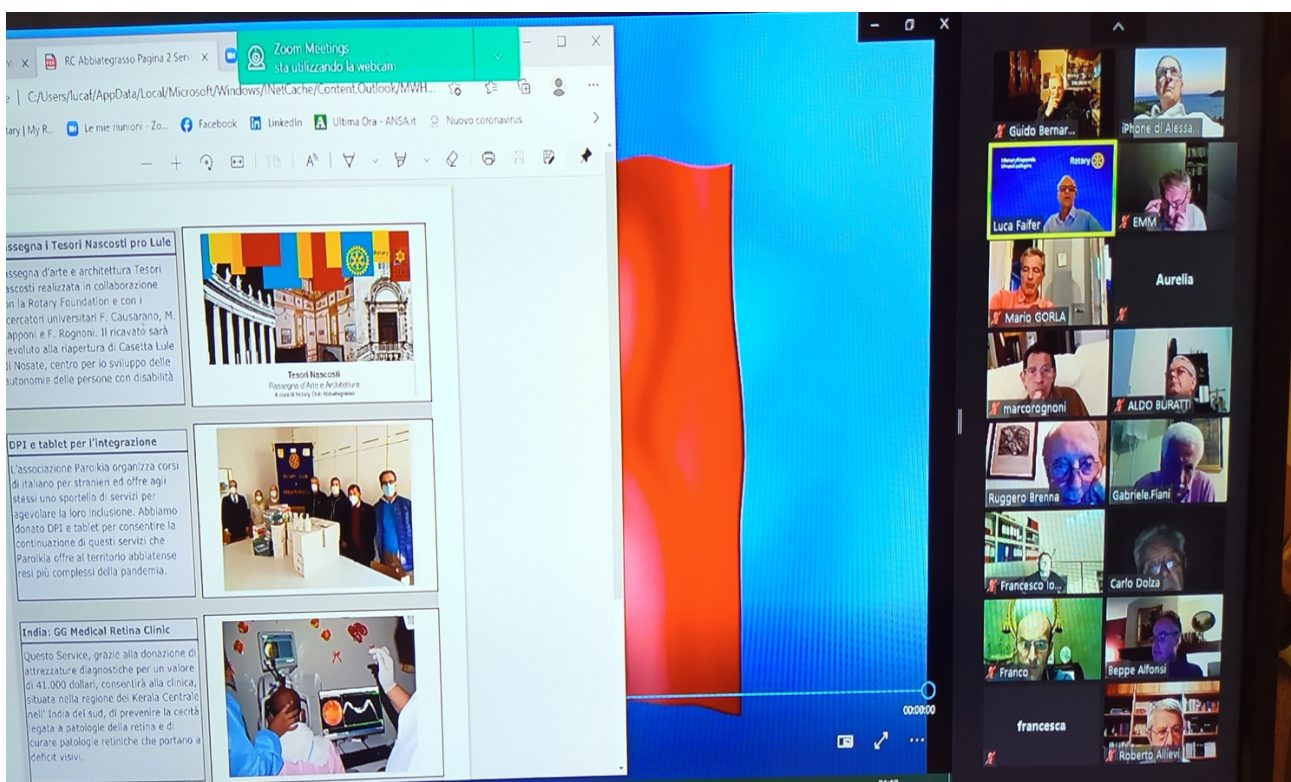 Zoom Meetings
sta utilizzando la webcam
RC Abbiategrasso Pagina 2 Serv
C:/Users/lucaf/AppData/Local/Microsoft/Windows/INetCache/Content.Outlook/MWH...
tary | My R...
Le mie riunioni - Zo...
Facebook
LinkedIn
Ultima Ora - ANSA.it
Nuovo coronavirus
assegna i Tesori Nascosti pro Lule
assegna d'arte e architettura Tesori
ascosti realizzata in collaborazione
on la Rotary Foundation e con i
cercatori universitari F. Causarano, M.
apponi e F. Rognoni. Il ricavato sarà
evoluto alla riapertura di Casetta Lule
di Nosate, centro per lo sviluppo delle
autonomie delle persone con disabilità
Tesori Nascosti
Rassegna d'Arte e Architettura
A cura di Rotary Club Abbiategrasso
DPI e tablet per l'integrazione
L'associazione Paroikia organizza corsi
di italiano per stranieri ed offre agli
stessi uno sportello di servizi per
agevolare la loro inclusione. Abbiamo
donato DPI e tablet per consentire la
continuazione di questi servizi che
Paroikia offre al territorio abbiatense
resi più complessi della pandemia.
India: GG Medical Retina Clinic
Questo Service, grazie alla donazione di
attrezzature diagnostiche per un valore
di 41.000 dollari, consentirà alla clinica,
situata nella regione del Kerala Centrale
nell' India del sud, di prevenire la cecità
legata a patologie della retina e di
curare patologie retiniche che portano a
deficit visivi.
00:00:00
Guido Bernar...
iPhone di Alessa...
Rotary
Luca Faifer
EMM
Mario GORLA
Aurelia
marcorognoni
ALDO BURATTI
Ruggero Brenna
Gabriele.Fiani
Francesco Io...
Carlo Dolza
Franco
Beppe Alfonsi
francesca
Roberto Allievi